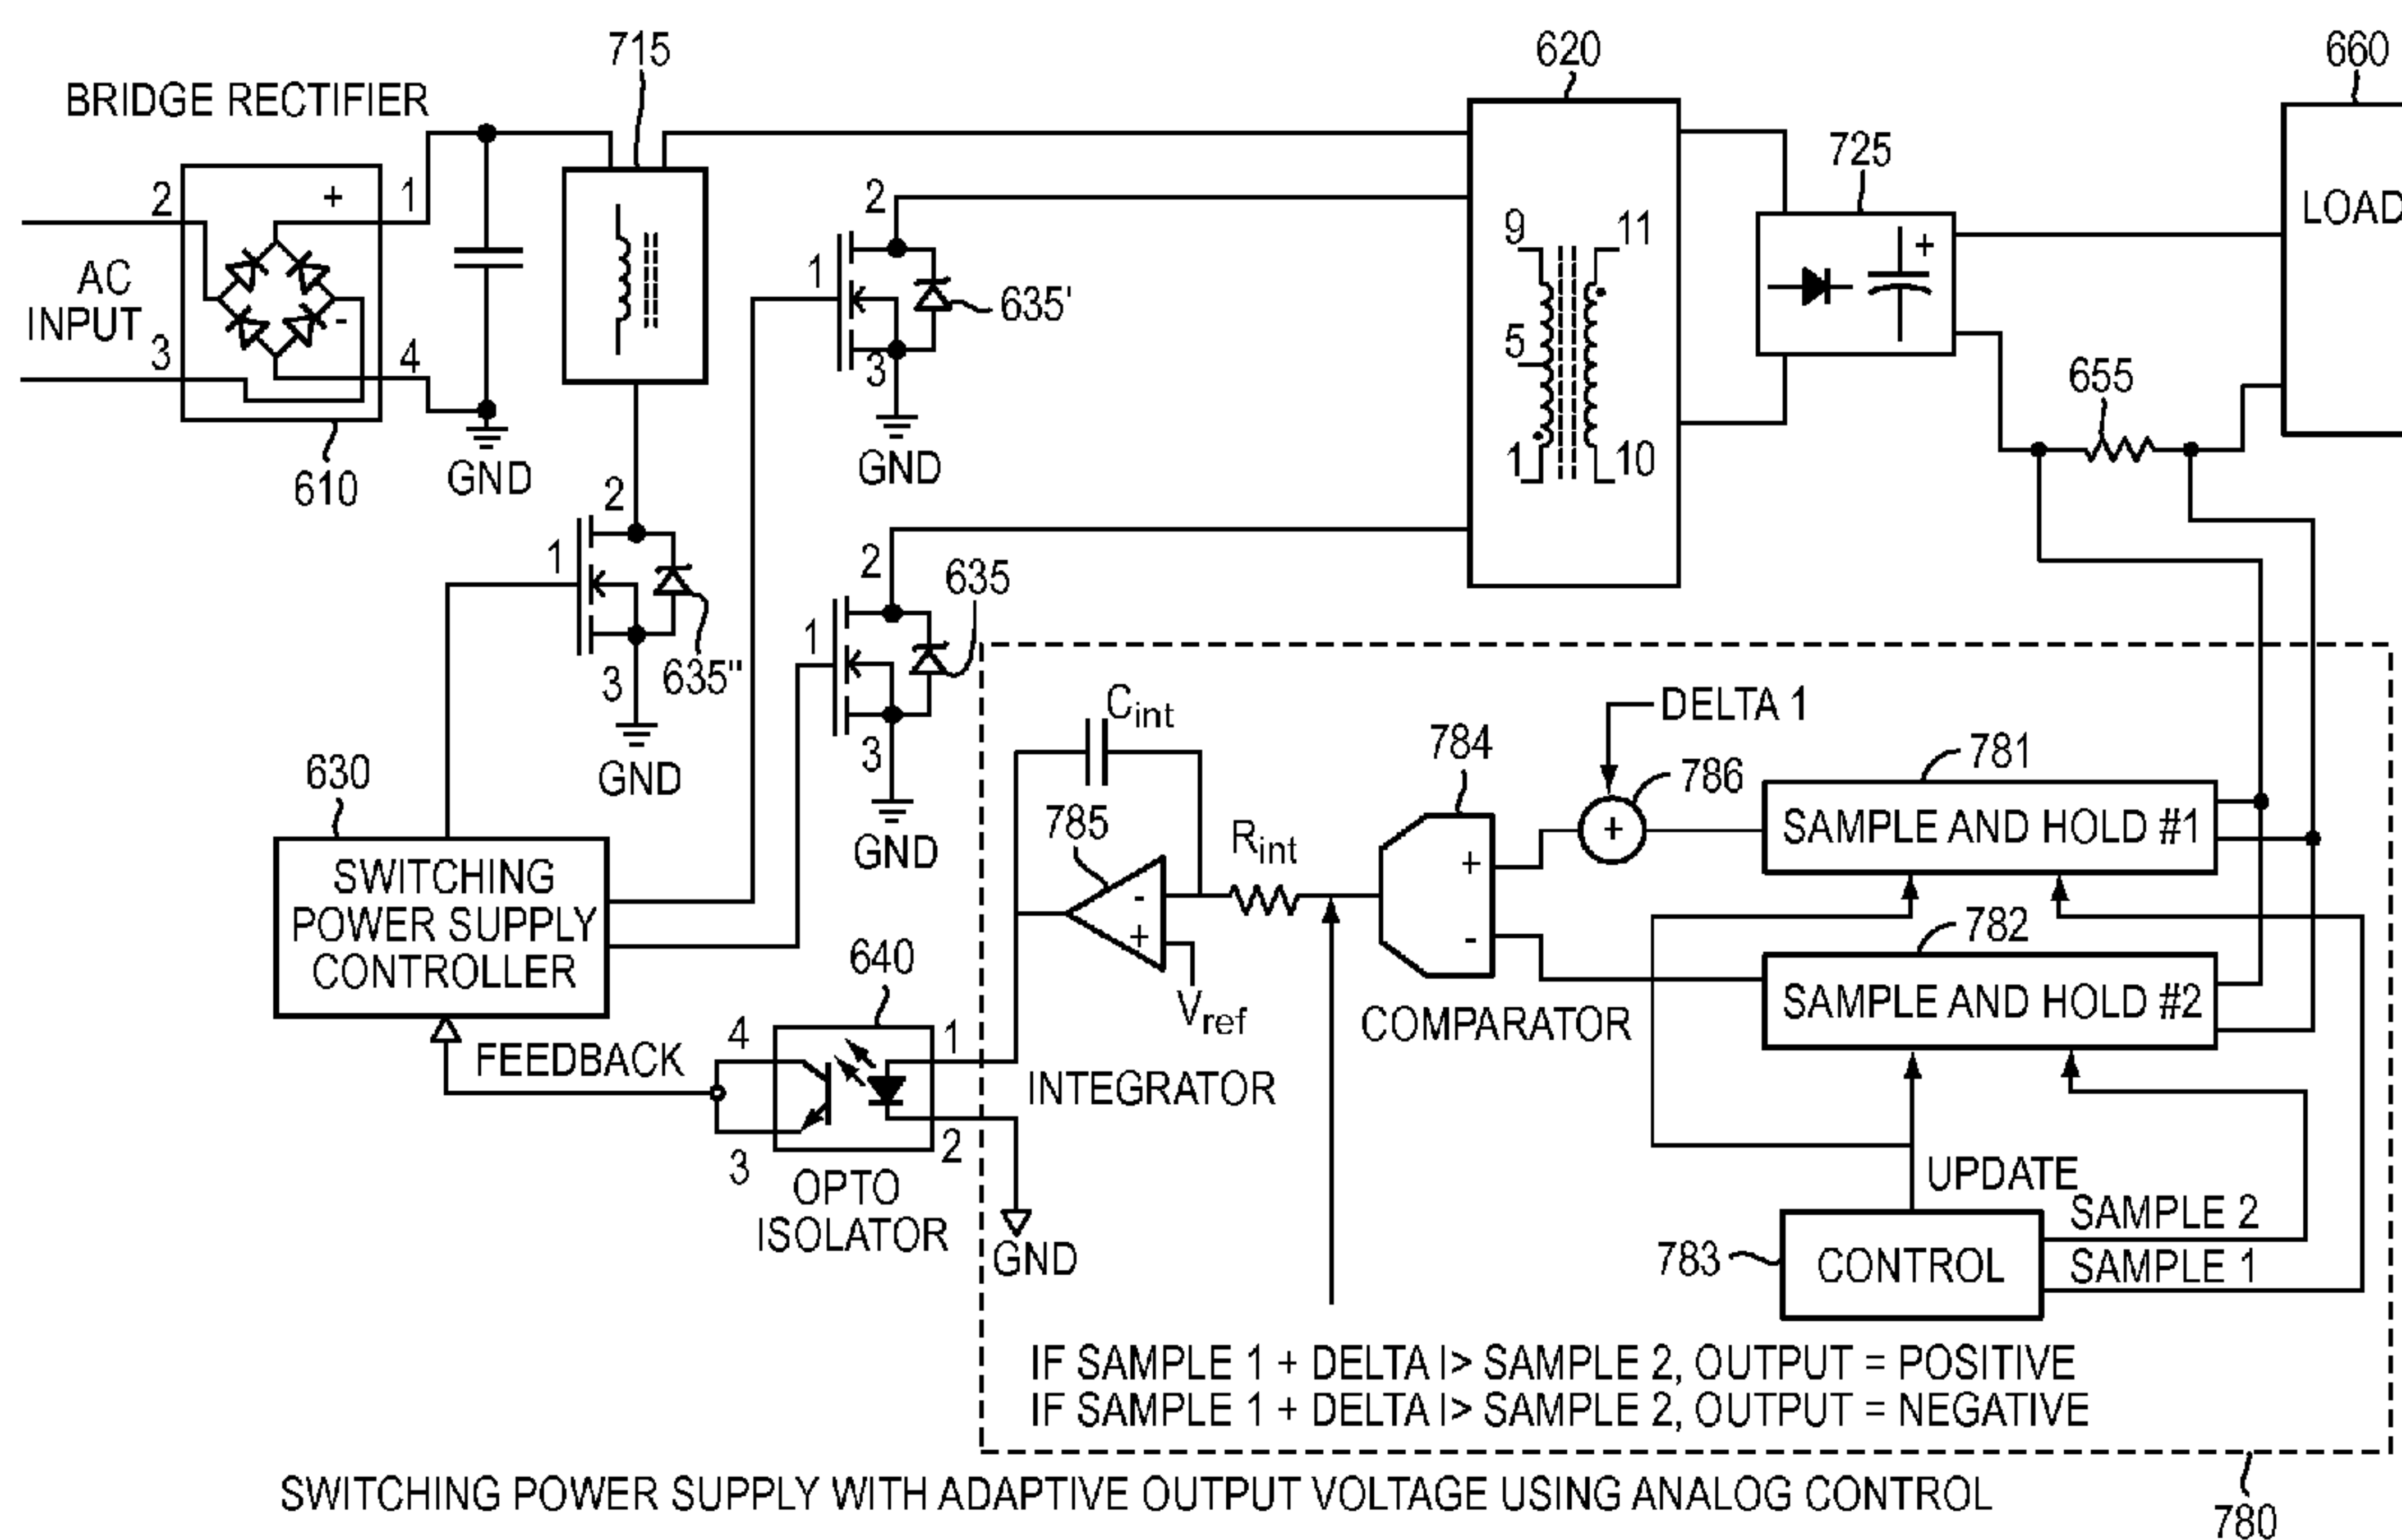 715
620
660
BRIDGE RECTIFIER
725
2
+
1
AC
INPUT
3
-
4
610
GND
2
1
3
635'
GND
9
11
5
1
10
+
LOAD
655
2
1
3
635"
GND
2
1
3
635
GND
630
SWITCHING
POWER SUPPLY
CONTROLLER
FEEDBACK
640
4
1
3
2
OPTO
ISOLATOR
GND
INTEGRATOR
Cint
785
-
+
Rint
Vref
784
+
-
COMPARATOR
DELTA 1
786
+
781
SAMPLE AND HOLD #1
782
SAMPLE AND HOLD #2
UPDATE
SAMPLE 2
SAMPLE 1
783
CONTROL
IF SAMPLE 1 + DELTA I> SAMPLE 2, OUTPUT = POSITIVE
IF SAMPLE 1 + DELTA I> SAMPLE 2, OUTPUT = NEGATIVE
SWITCHING POWER SUPPLY WITH ADAPTIVE OUTPUT VOLTAGE USING ANALOG CONTROL
780